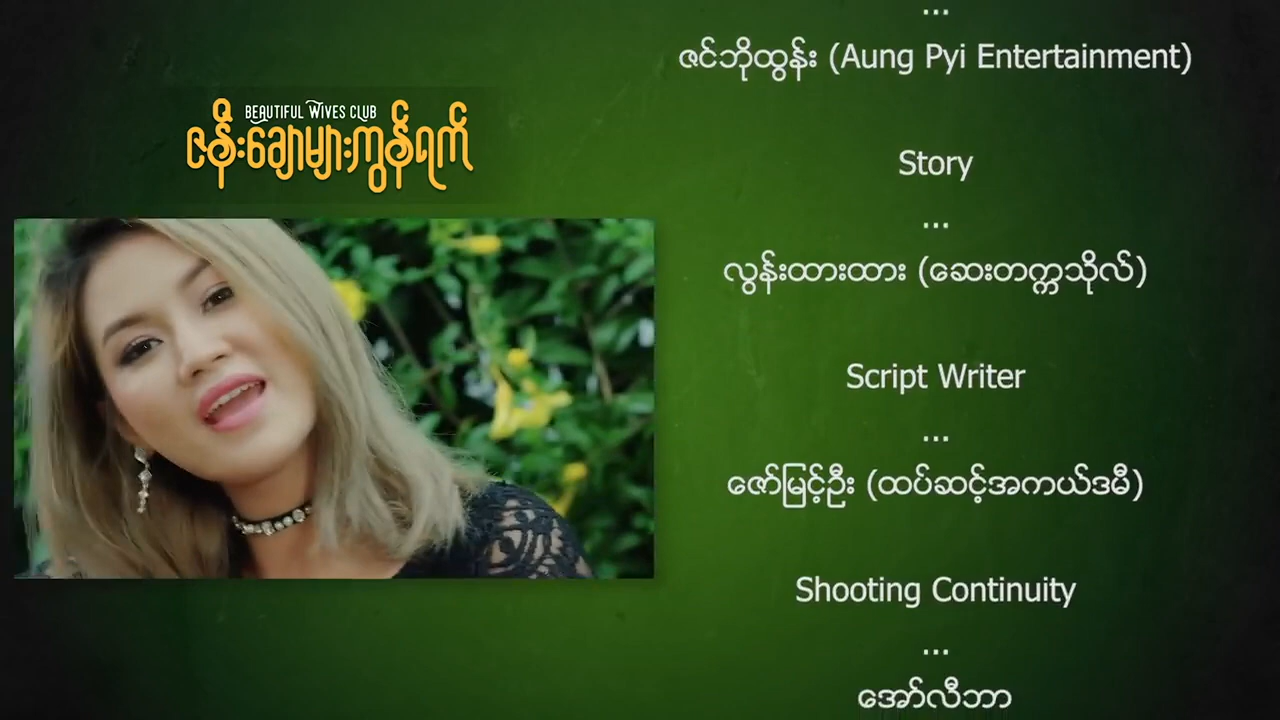 BEAUTIFUL WIVES CLUB
ဇနီးချောများကွန်ရက်
...
ဇင်ဘိုထွန်း (Aung Pyi Entertainment)
Story
...
လွန်းထားထား (ဆေးတက္ကသိုလ်)
Script Writer
...
ဇော်မြင့်ဦး (ထပ်ဆင့်အကယ်ဒမီ)
Shooting Continuity
...
အော်လီဘာ